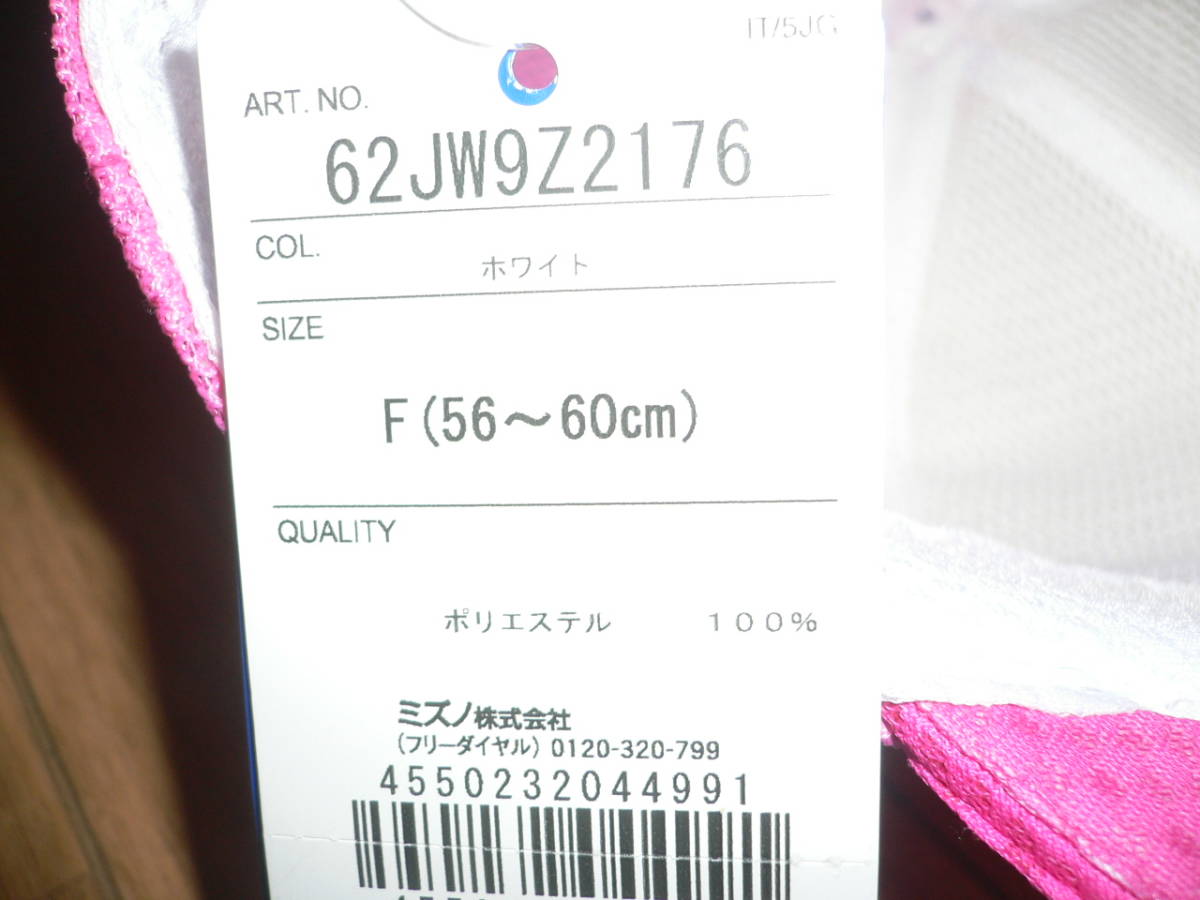 IT/5JG
ART. NO.
62JW9Z2176
COL.
ホワイト
SIZE
F(56～60cm)
QUALITY
ポリエステル 100%
ミズノ株式会社
(フリーダイヤル) 0120-320-799
4550232044991